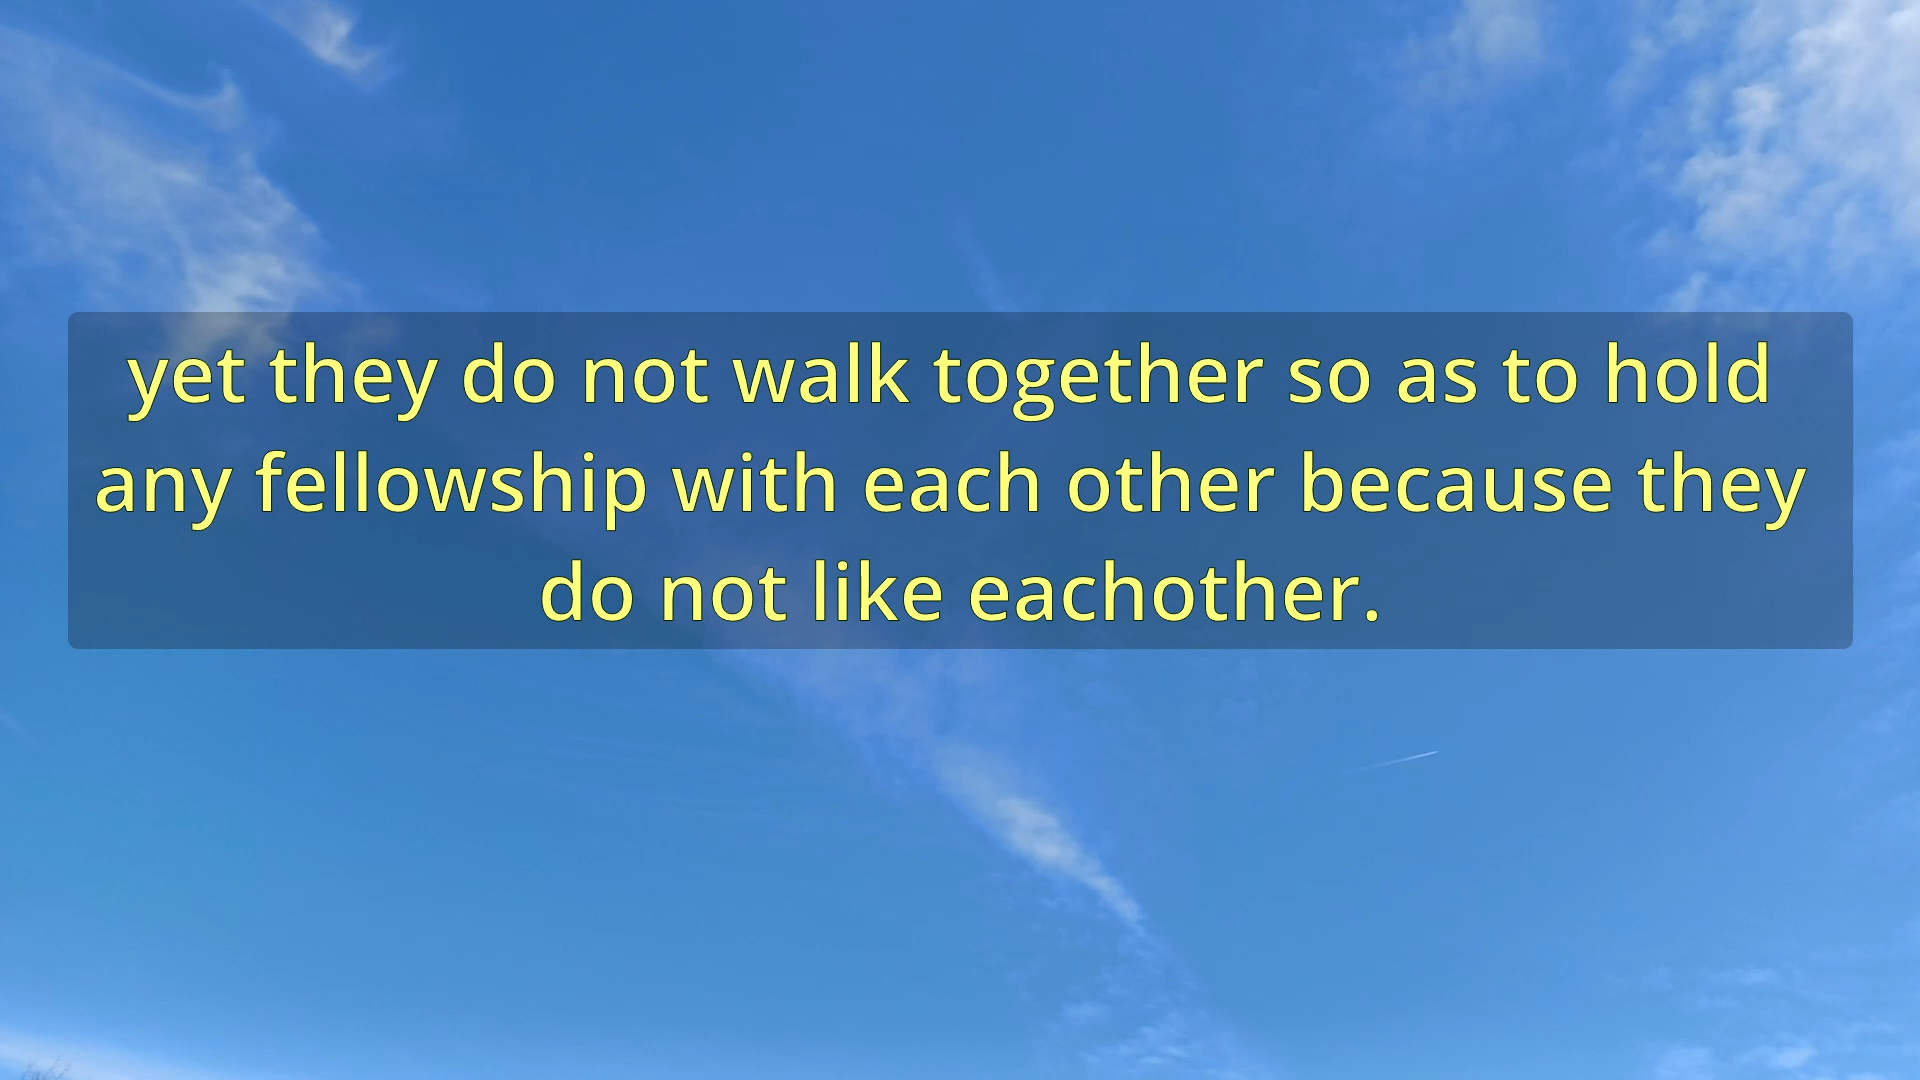 yet they do not walk together so as to hold
any fellowship with each other because they
do not like eachother.